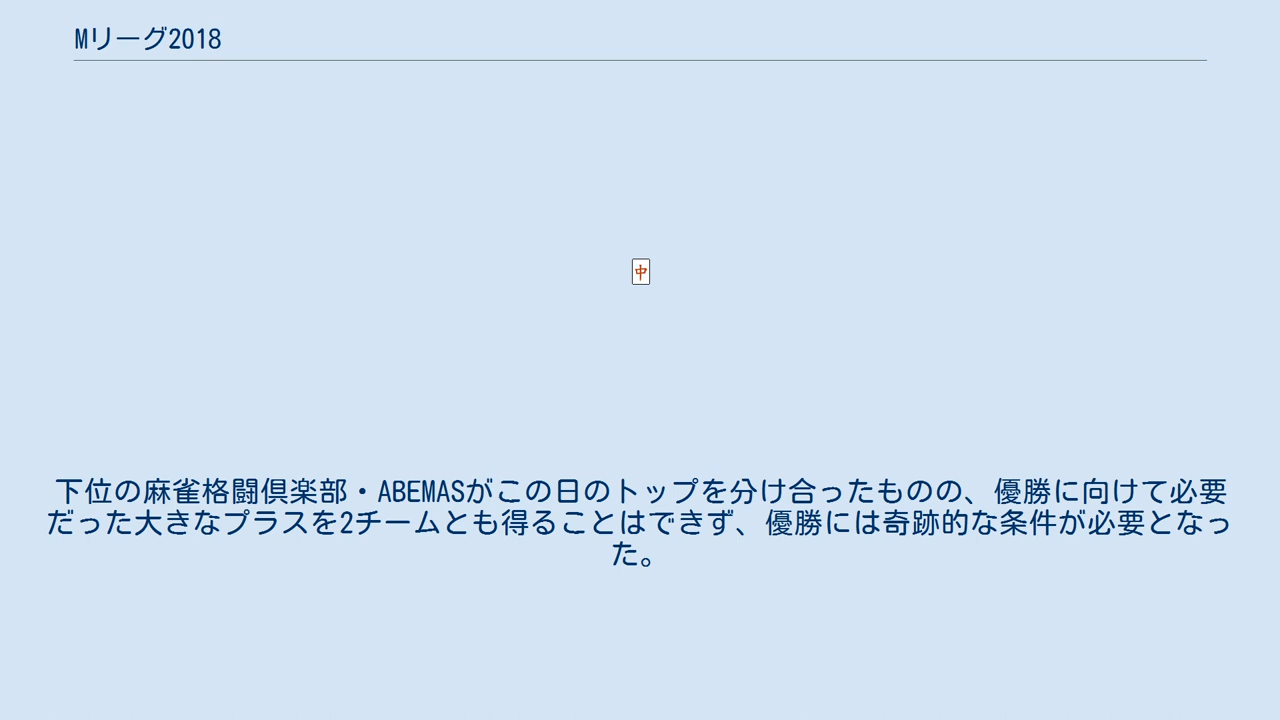 Mリーグ2018
中
下位の麻雀格闘倶楽部・ABEMASがこの日のトップを分け合ったものの、優勝に向けて必要
だった大きなプラスを2チームとも得ることはできず、優勝には奇跡的な条件が必要となっ
た。